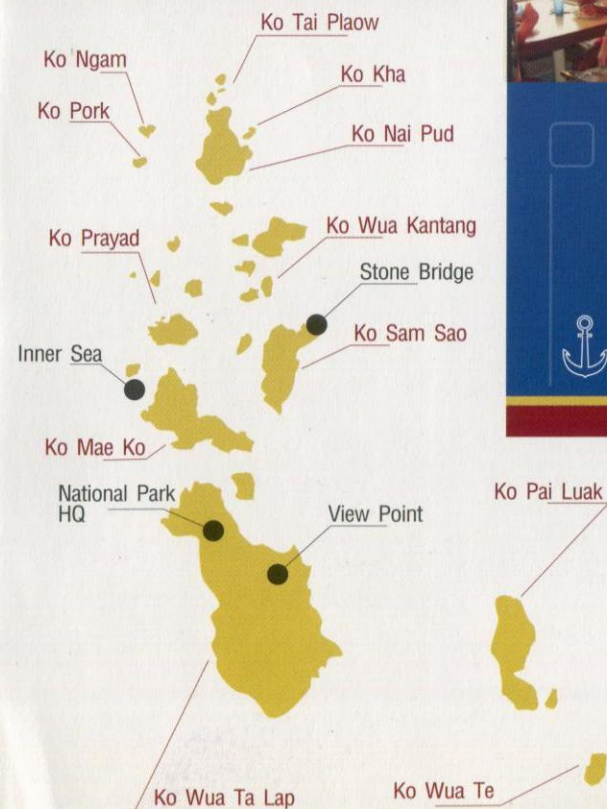 Ko Tai Plaow
Ko Ngam
Ko Kha
Ko Pork
Ko Nai Pud
Ko Wua Kantang
Ko Prayad
Stone Bridge
Ko Sam Sao
Inner Sea
Ko Mae Ko
National Park
HQ
View Point
Ko Pai Luak
Ko Wua Te
Ko Wua Ta Lap